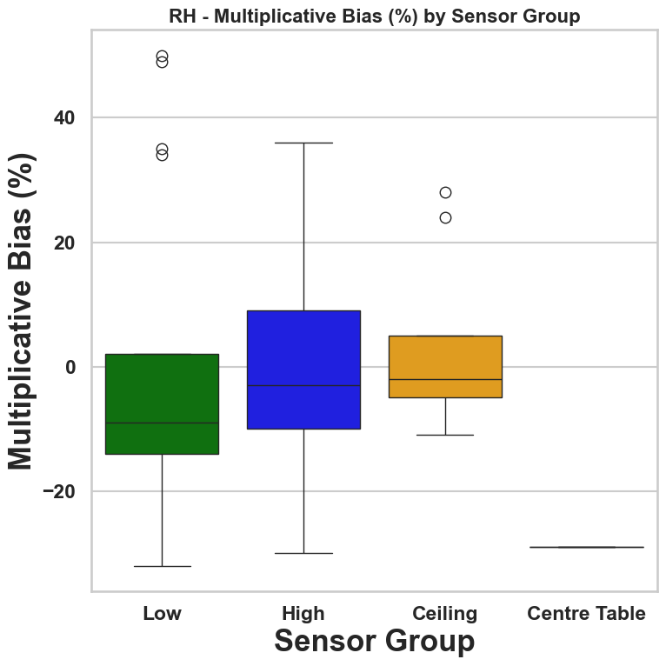 RH - Multiplicative Bias (%) by Sensor Group
Multiplicative Bias (%)
40
20
0
−20
Low High Ceiling Centre Table
Sensor Group